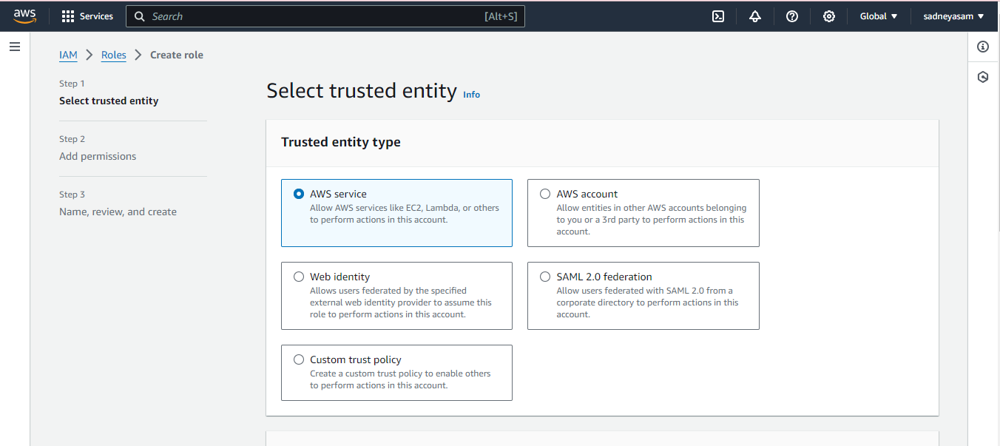 aws
Services
Search
[Alt+S]
Global
sadneyasam
IAM
Roles
Create role
Step 1
Select trusted entity
Step 2
Add permissions
Step 3
Name, review, and create
Select trusted entity Info
Trusted entity type
AWS service
Allow AWS services like EC2, Lambda, or others
to perform actions in this account.
AWS account
Allow entities in other AWS accounts belonging
to you or a 3rd party to perform actions in this
account.
Web identity
Allows users federated by the specified
external web identity provider to assume this
role to perform actions in this account.
SAML 2.0 federation
Allow users federated with SAML 2.0 from a
corporate directory to perform actions in this
account.
Custom trust policy
Create a custom trust policy to enable others
to perform actions in this account.